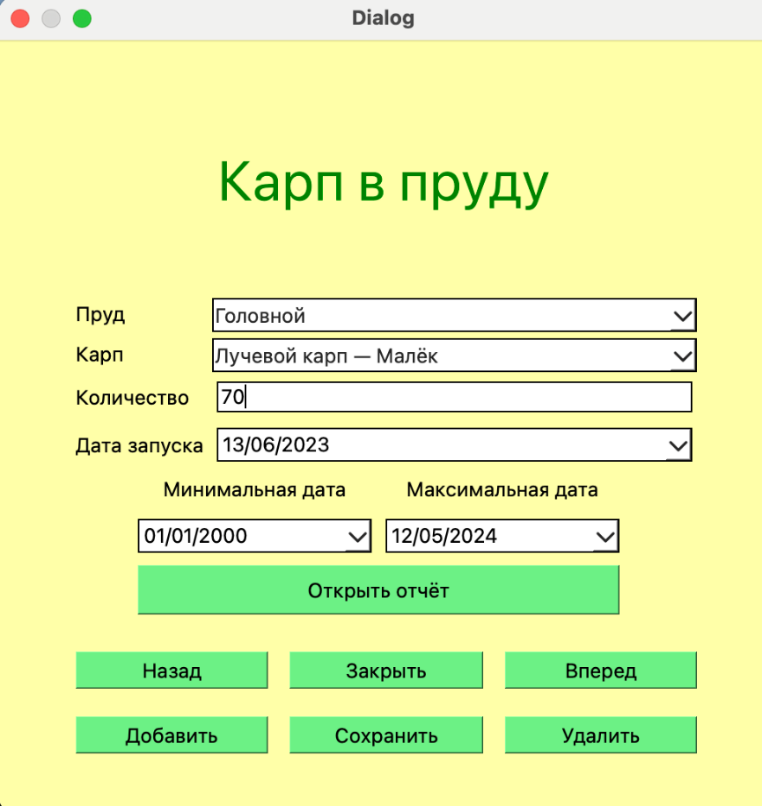 Dialog
Карп в пруду
Пруд Головной
Карп Лучевой карп — Малёк
Количество 70
Дата запуска 13/06/2023
Минимальная дата Максимальная дата
01/01/2000 12/05/2024
Открыть отчёт
Назад Закрыть Вперед
Добавить Сохранить Удалить